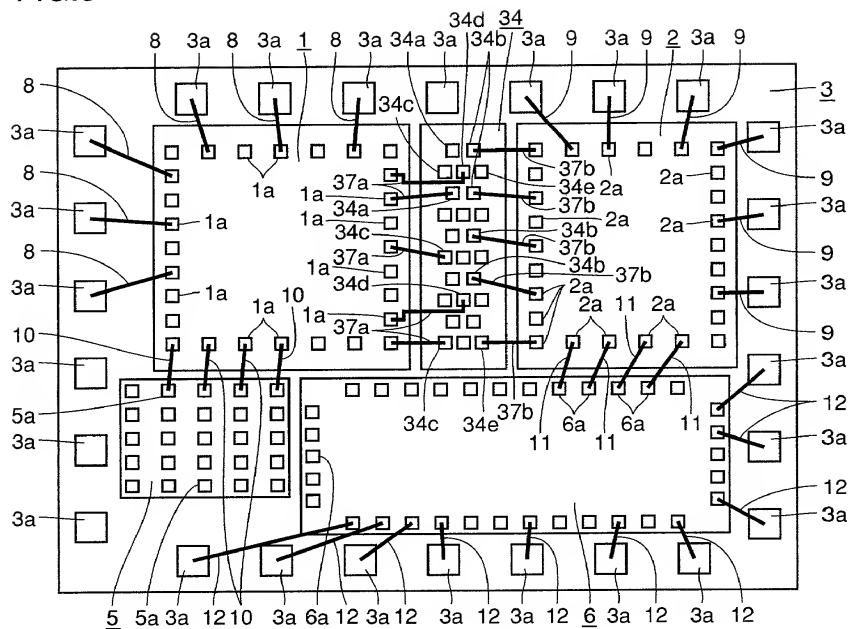 34d 34
8 3a 8 3a 1 8 3a 34a 3a 34b 3a 9 3a 9 2 3a 9
8 34c 3
3a 3a
1a 37b
8 37a 34e 2a 2a 9
3a 1a 34a 37b 3a
1a 1a 2a 2a
34c 34b 9
8 37a 37b
1a 34b
3a 1a 10 34d 37b 3a
1a 1a 2a 11 2a
10 37a 2a 9
3a 3a
5a 34c 34e 37b 12
11 6a 11 6a 11
3a 3a
12
3a 3a
5 5a 3a 12 10 3a 6a 12 3a 12 3a 12 3a 12 6 3a 12 3a 12